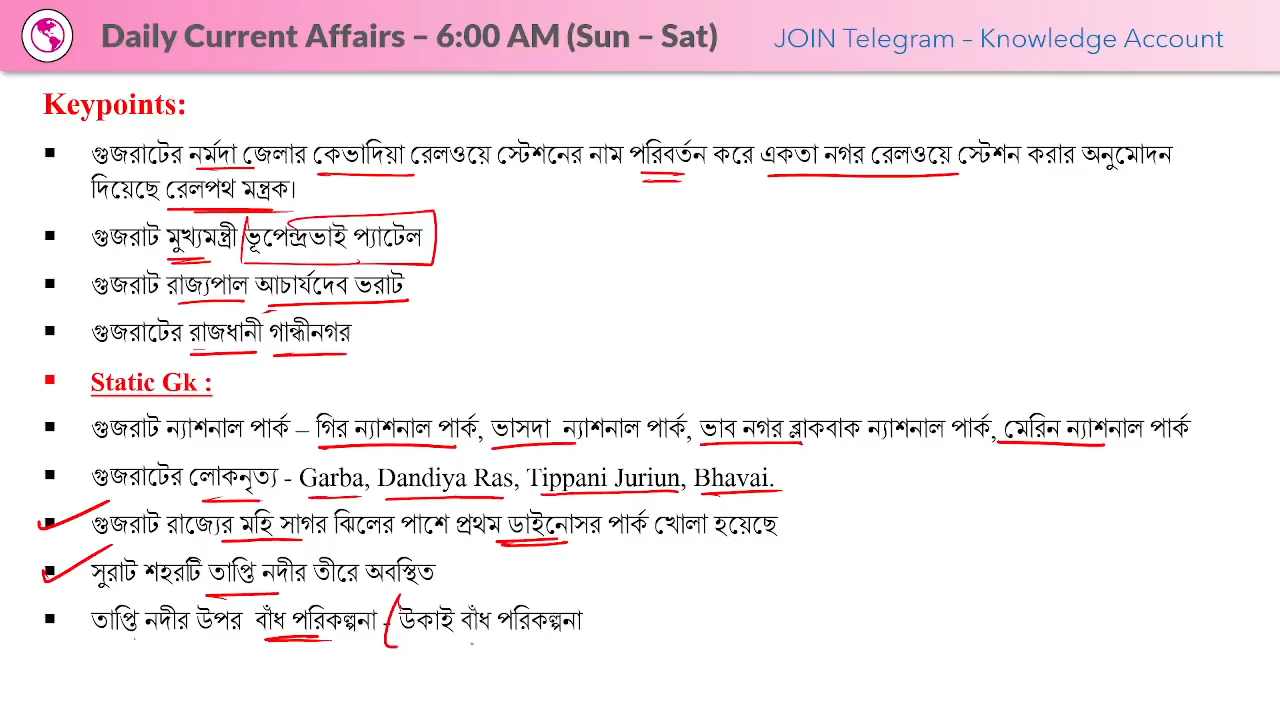 Daily Current Affairs – 6:00 AM (Sun – Sat)
JOIN Telegram – Knowledge Account
Keypoints:
▪ গুজরাটের নর্মদা জেলার কেভাদিয়া রেলওয়ে স্টেশনের নাম পরিবর্তন করে একতা নগর রেলওয়ে স্টেশন করার অনুমোদন
দিয়েছে রেলপথ মন্ত্রক।
▪ গুজরাট মুখ্যমন্ত্রী ভূপেন্দ্রভাই প্যাটেল
▪ গুজরাট রাজ্যপাল আচার্যদেব ভরাট
▪ গুজরাটের রাজধানী গান্ধীনগর
▪ Static Gk :
▪ গুজরাট ন্যাশনাল পার্ক – গির ন্যাশনাল পার্ক, ভাসদা ন্যাশনাল পার্ক, ভাব নগর ব্লাকবাক ন্যাশনাল পার্ক, মেরিন ন্যাশনাল পার্ক
▪ গুজরাটের লোকনৃত্য - Garba, Dandiya Ras, Tippani Juriun, Bhavai.
▪ গুজরাট রাজ্যের মহি সাগর ঝিলের পাশে প্রথম ডাইনোসর পার্ক খোলা হয়েছে
▪ সুরাট শহরটি তাপ্তি নদীর তীরে অবস্থিত
▪ তাপ্তি নদীর উপর বাঁধ পরিকল্পনা - উকাই বাঁধ পরিকল্পনা